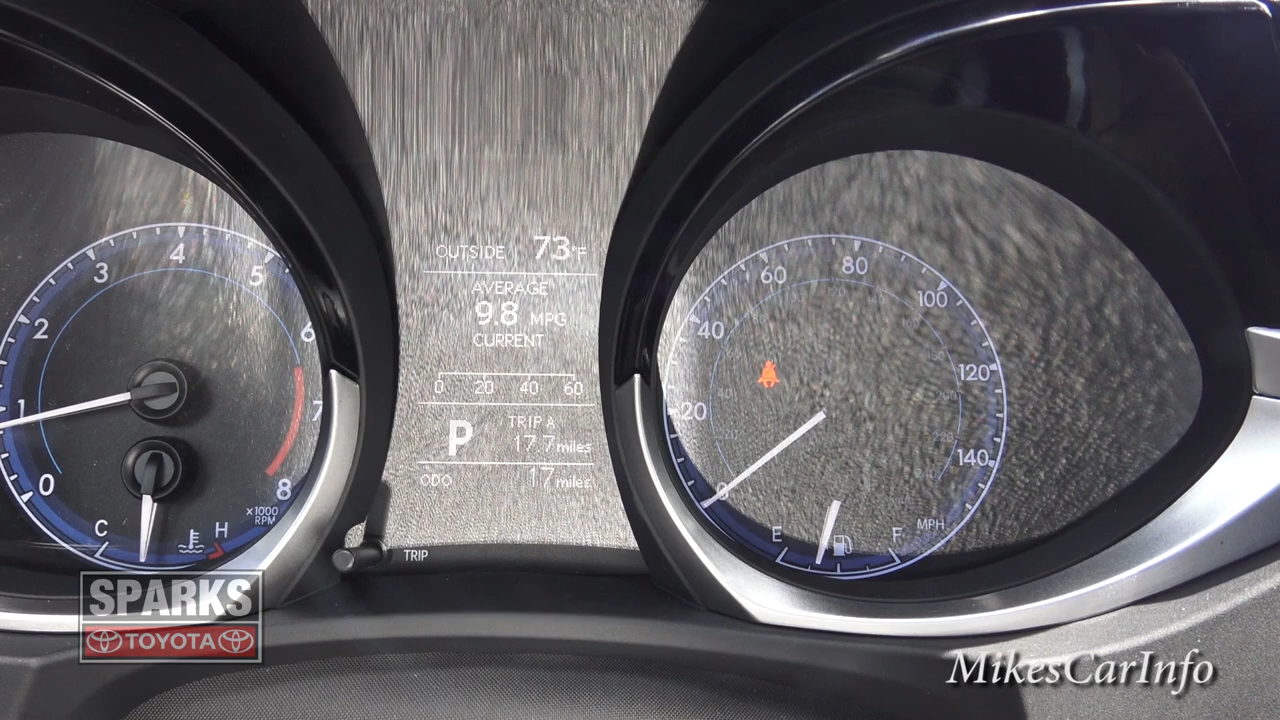 0
1
2
3
4
5
6
7
8
×1000
RPM
C
H
OUTSIDE 73°F
AVERAGE
9.8 MPG
CURRENT
0 20 40 60
P
TRIP A
17.7 miles
ODO 17 miles
TRIP
0
20
40
60
80
100
120
140
MPH
E
F
SPARKS
TOYOTA
MikesCarInfo